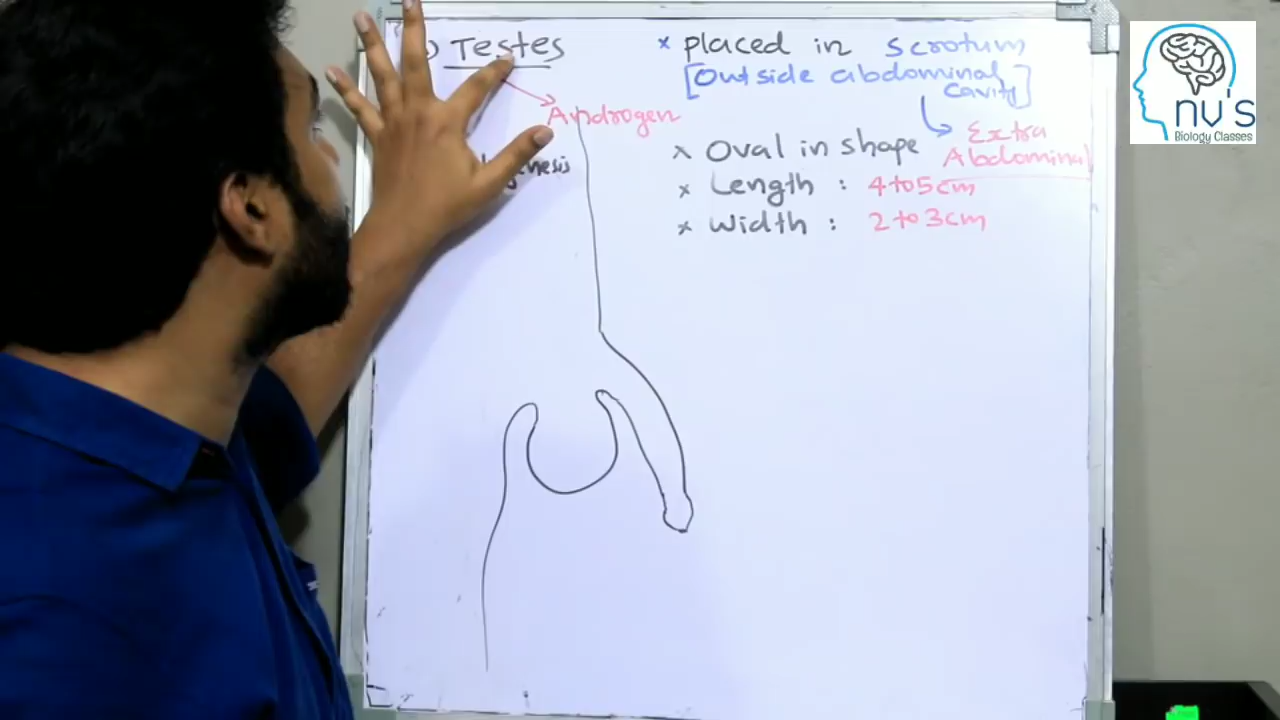 ) Testes
Androgen
nesis
× placed in scrotum
[Outside abdominal
cavity]
Extra
Abdominal
× Oval in shape
× Length : 4 to 5 cm
× Width : 2 to 3 cm
nv's
Biology Classes